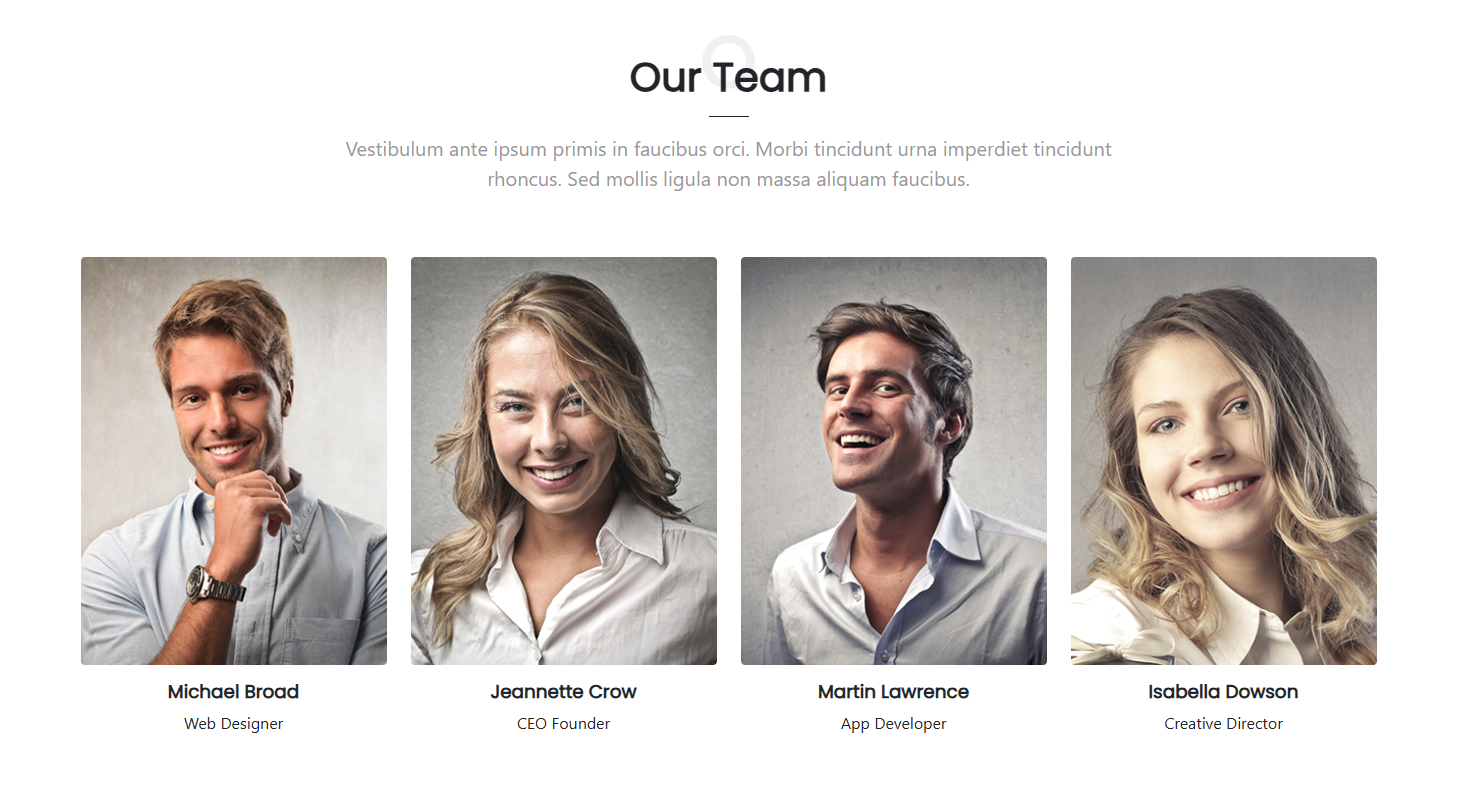 O
Our Team
Vestibulum ante ipsum primis in faucibus orci. Morbi tincidunt urna imperdiet tincidunt
rhoncus. Sed mollis ligula non massa aliquam faucibus.
Michael Broad
Jeannette Crow
Martin Lawrence
Isabella Dowson
Web Designer
CEO Founder
App Developer
Creative Director